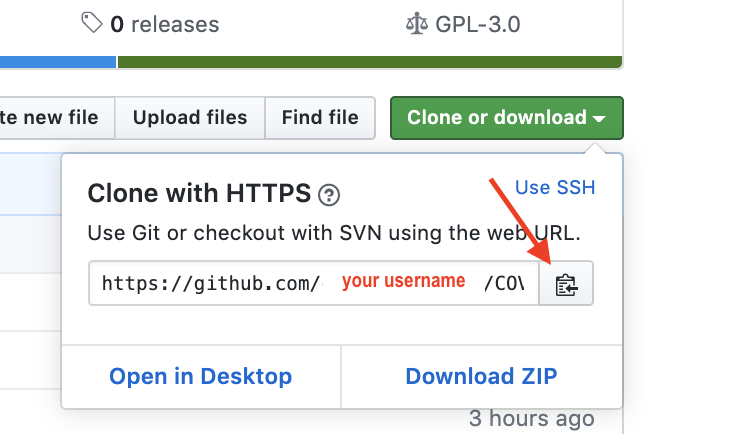 0 releases
GPL-3.0
te new file
Upload files
Find file
Clone or download
Clone with HTTPS ?
Use SSH
Use Git or checkout with SVN using the web URL.
https://github.com/ your username /COV
Open in Desktop
Download ZIP
3 hours ago